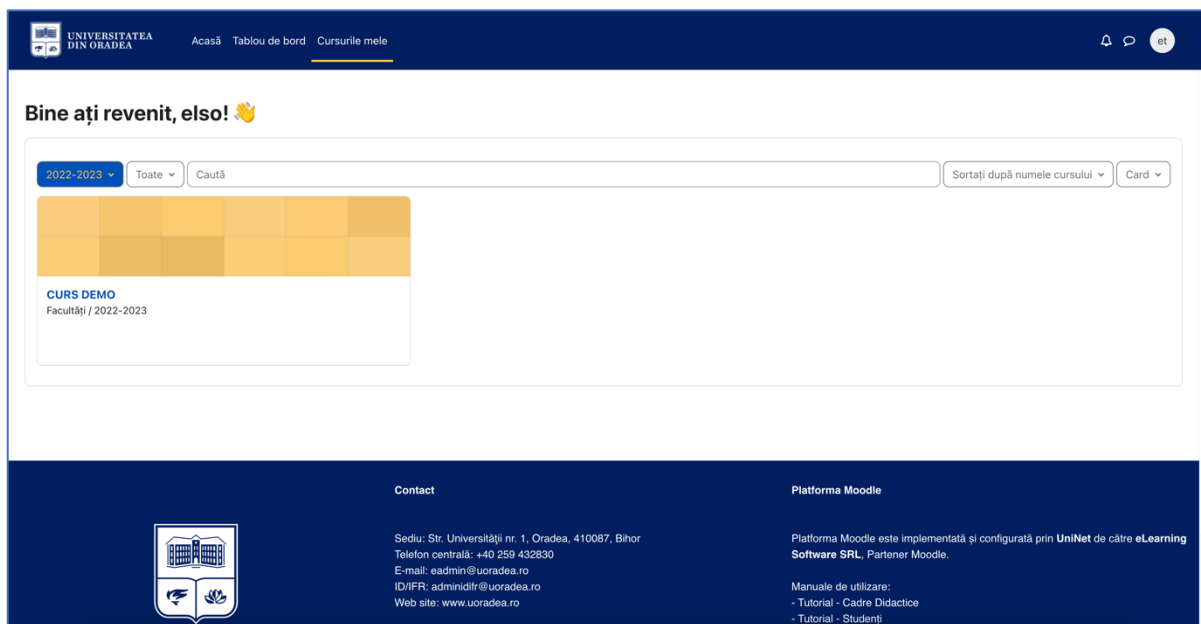 UNIVERSITATEA
DIN ORADEA
Acasă Tablou de bord Cursurile mele
et
Bine ați revenit, elso! 👋
2022-2023
Toate
Caută
Sortați după numele cursului
Card
CURS DEMO
Facultăți / 2022-2023
Contact
Sediu: Str. Universităţii nr. 1, Oradea, 410087, Bihor
Telefon centrală: +40 259 432830
E-mail: eadmin@uoradea.ro
ID/IFR: adminidifr@uoradea.ro
Web site: www.uoradea.ro
Platforma Moodle
Platforma Moodle este implementată și configurată prin UniNet de către eLearning
Software SRL, Partener Moodle.
Manuale de utilizare:
- Tutorial - Cadre Didactice
- Tutorial - Studenți